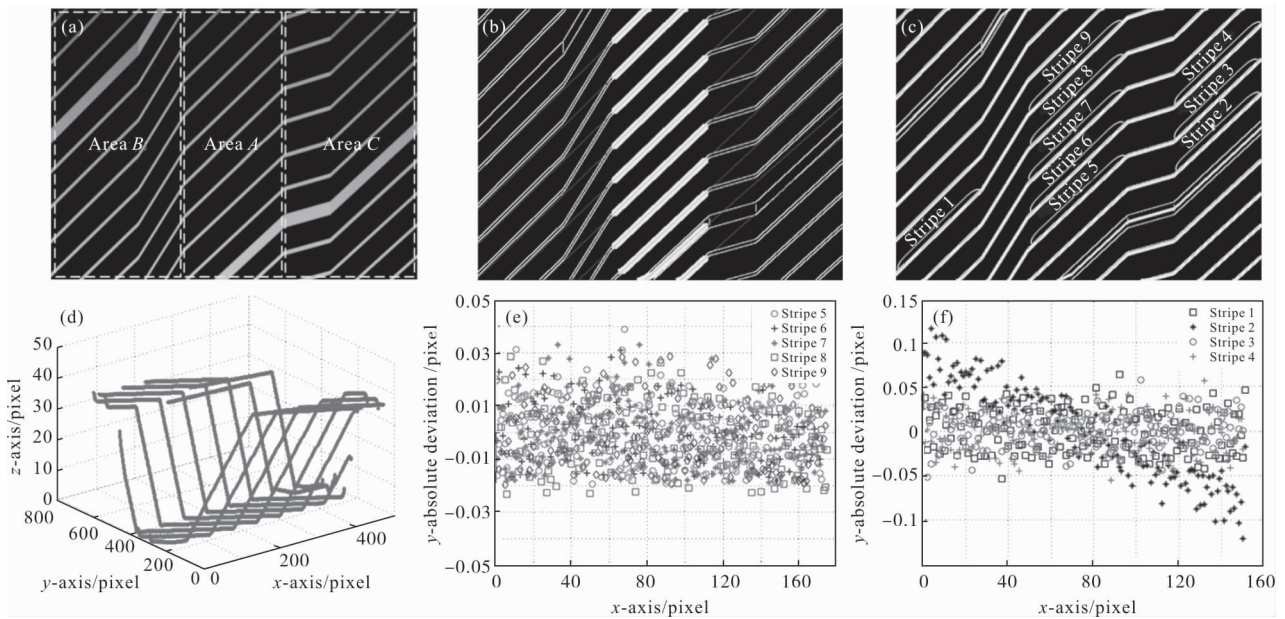 (a)
Area B
Area A
Area C
(b)
(c)
Stripe 9
Stripe 8
Stripe 7
Stripe 6
Stripe 5
Stripe 4
Stripe 3
Stripe 2
Stripe 1
(d)
50
40
30
20
10
0
z-axis/pixel
800
600
400
200
0
y-axis/pixel
0
200
400
x-axis/pixel
(e)
0.05
0.03
0.01
−0.01
−0.03
−0.05
y-absolute deviation /pixel
Stripe 5
Stripe 6
Stripe 7
Stripe 8
Stripe 9
0
40
80
120
160
x-axis/pixel
(f)
0.15
0.1
0.05
0
−0.05
−0.1
y-absolute deviation/pixel
Stripe 1
Stripe 2
Stripe 3
Stripe 4
0
40
80
120
160
x-axis/pixel